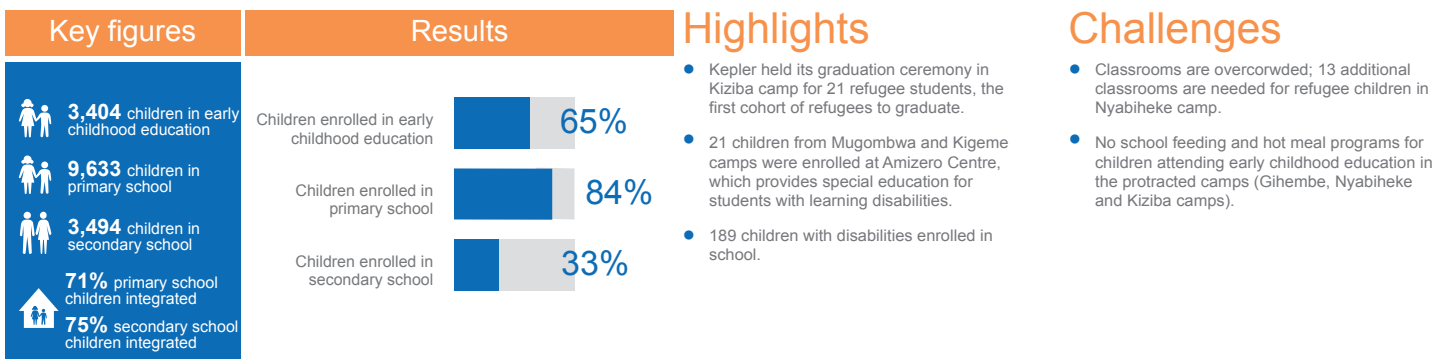 Key figures
3,404 children in early
childhood education
9,633 children in
primary school
3,494 children in
secondary school
71% primary school
children integrated
75% secondary school
children integrated
Results
Children enrolled in early
childhood education
65%
Children enrolled in
primary school
84%
Children enrolled in
secondary school
33%
Highlights
● Kepler held its graduation ceremony in
Kiziba camp for 21 refugee students, the
first cohort of refugees to graduate.
● 21 children from Mugombwa and Kigeme
camps were enrolled at Amizero Centre,
which provides special education for
students with learning disabilities.
● 189 children with disabilities enrolled in
school.
Challenges
● Classrooms are overcorwded; 13 additional
classrooms are needed for refugee children in
Nyabiheke camp.
● No school feeding and hot meal programs for
children attending early childhood education in
the protracted camps (Gihembe, Nyabiheke
and Kiziba camps).